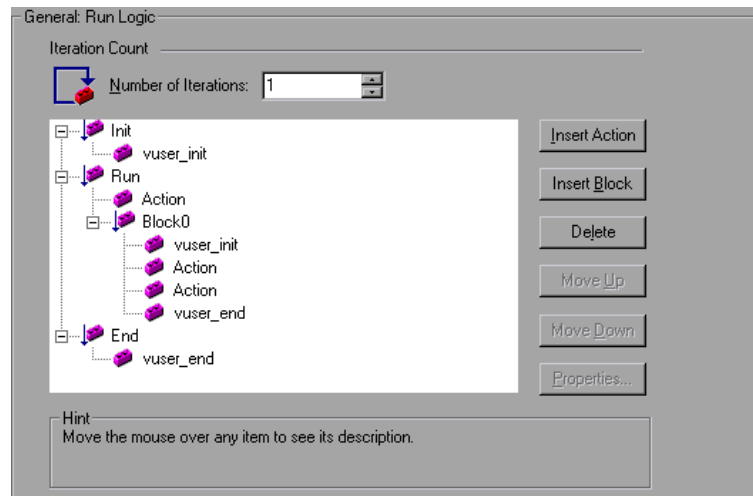 General: Run Logic
Iteration Count
Number of Iterations: 1
Init
vuser_init
Run
Action
Block0
vuser_init
Action
Action
vuser_end
End
vuser_end
Insert Action
Insert Block
Delete
Move Up
Move Down
Properties...
Hint
Move the mouse over any item to see its description.